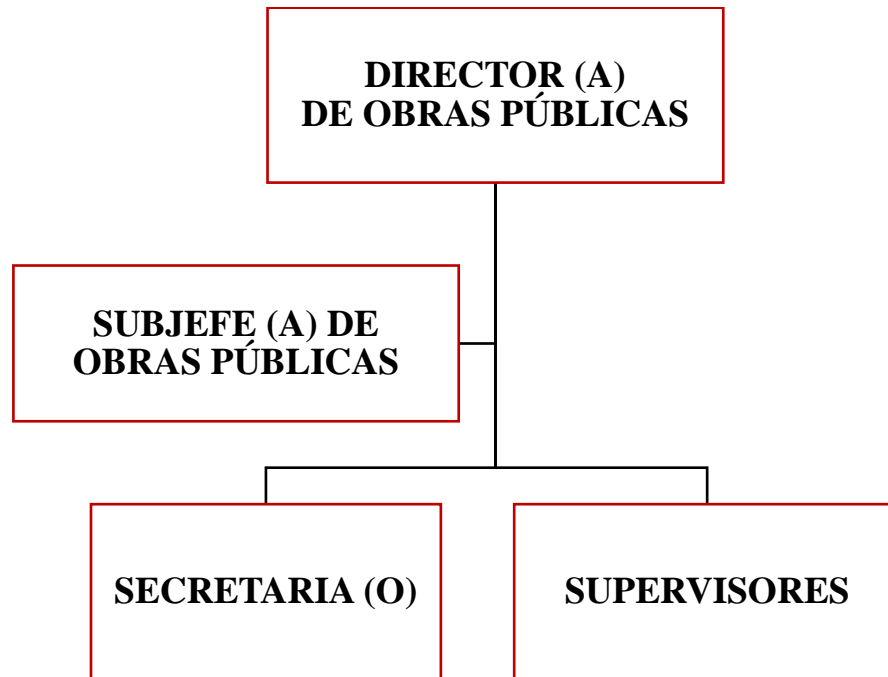 DIRECTOR (A)
DE OBRAS PÚBLICAS
SUBJEFE (A) DE
OBRAS PÚBLICAS
SECRETARIA (O)
SUPERVISORES